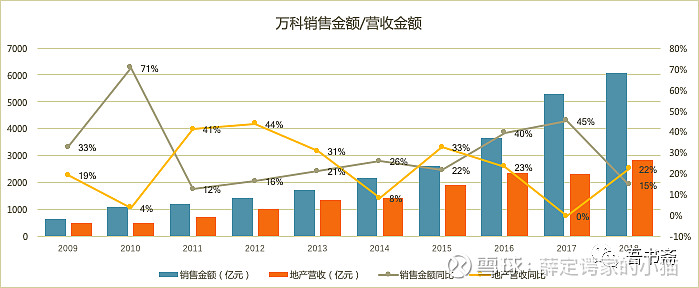 万科销售金额/营收金额
7000 80%
6000 70%
5000 60%
4000 50%
3000 40%
2000 30%
1000 20%
0 10%
0%
-10%
33% 71% 12% 16% 21% 26% 22% 40% 45% 15%
19% 4% 41% 44% 31% 8% 33% 23% 0% 22%
2009 2010 2011 2012 2013 2014 2015 2016 2017 2018
吾书斋
销售金额（亿元） 地产营收（亿元） 销售金额同比 地产营收同比
雪球：薛定谔家的小猫